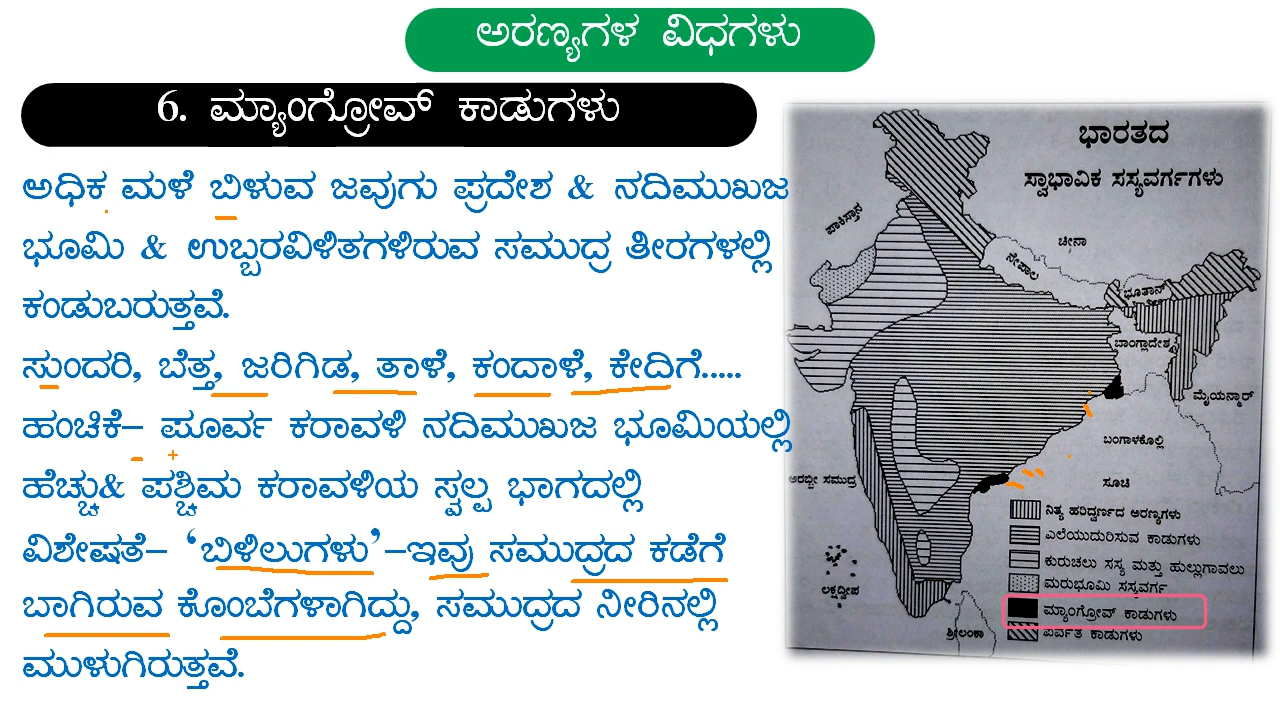 ಅರಣ್ಯಗಳ ವಿಧಗಳು
6. ಮ್ಯಾಂಗ್ರೋವ್ ಕಾಡುಗಳು
ಅಧಿಕ ಮಳೆ ಬಿಳುವ ಜವುಗು ಪ್ರದೇಶ & ನದಿಮುಖಜ
ಭೂಮಿ & ಉಬ್ಬರವಿಳಿತಗಳಿರುವ ಸಮುದ್ರ ತೀರಗಳಲ್ಲಿ
ಕಂಡುಬರುತ್ತವೆ.
ಸುಂದರಿ, ಬೆತ್ತ, ಜರಿಗಿಡ, ತಾಳೆ, ಕಂದಾಳೆ, ಕೇದಿಗೆ.....
ಹಂಚಿಕೆ– ಪೂರ್ವ ಕರಾವಳಿ ನದಿಮುಖಜ ಭೂಮಿಯಲ್ಲಿ
ಹೆಚ್ಚು& ಪಶ್ಚಿಮ ಕರಾವಳಿಯ ಸ್ವಲ್ಪ ಭಾಗದಲ್ಲಿ
ವಿಶೇಷತೆ– ‘ಬಿಳಿಲುಗಳು’–ಇವು ಸಮುದ್ರದ ಕಡೆಗೆ
ಬಾಗಿರುವ ಕೊಂಬೆಗಳಾಗಿದ್ದು, ಸಮುದ್ರದ ನೀರಿನಲ್ಲಿ
ಮುಳುಗಿರುತ್ತವೆ.
ಭಾರತದ
ಸ್ವಾಭಾವಿಕ ಸಸ್ಯವರ್ಗಗಳು
ಪಾಕಿಸ್ತಾನ
ಚೀನಾ
ನೇಪಾಲ
ಭೂತಾನ್
ಬಾಂಗ್ಲಾದೇಶ
ಮೈಯನ್ಮಾರ್
ಬಂಗಾಳಕೊಲ್ಲಿ
ಅರಬ್ಬೀ ಸಮುದ್ರ
ಸೂಚಿ
ನಿತ್ಯ ಹರಿದ್ವರ್ಣದ ಅರಣ್ಯಗಳು
ಎಲೆಯುದುರಿಸುವ ಕಾಡುಗಳು
ಕುರುಚಲು ಸಸ್ಯ ಮತ್ತು ಹುಲ್ಲುಗಾವಲು
ಮರುಭೂಮಿ ಸಸ್ಯವರ್ಗ
ಮ್ಯಾಂಗ್ರೋವ್ ಕಾಡುಗಳು
ಪರ್ವತ ಕಾಡುಗಳು
ಲಕ್ಷದ್ವೀಪ
ಶ್ರೀಲಂಕಾ